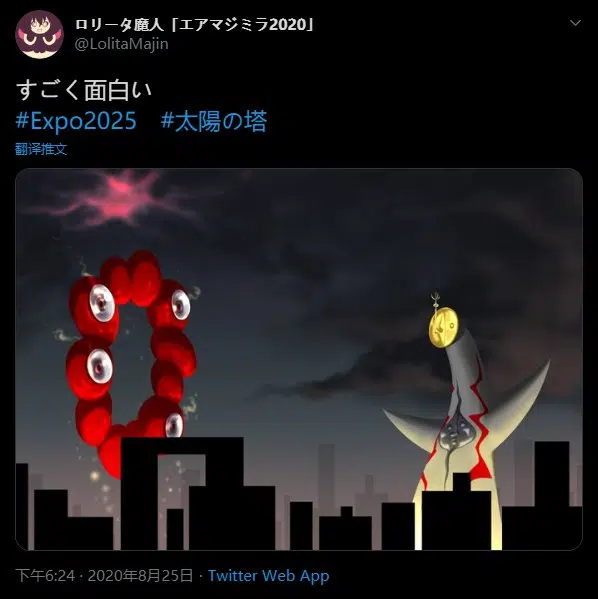 ロリータ魔人「エアマジミラ2020」
@LolitaMajin
すごく面白い
#Expo2025 #太陽の塔
翻译推文
下午6:24 · 2020年8月25日 · Twitter Web App